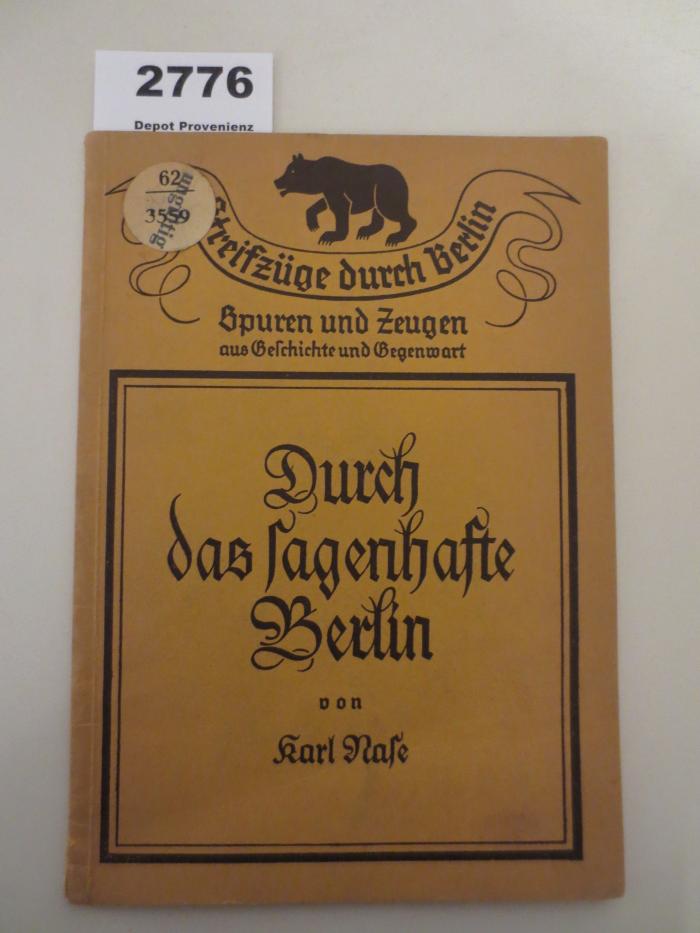 2776
Depot Provenienz
62
3559
ungültig
Streifzüge durch Berlin
Spuren und Zeugen
aus Geſchichte und Gegenwart
Durch
das ſagenhafte
Berlin
von
Karl Naſe